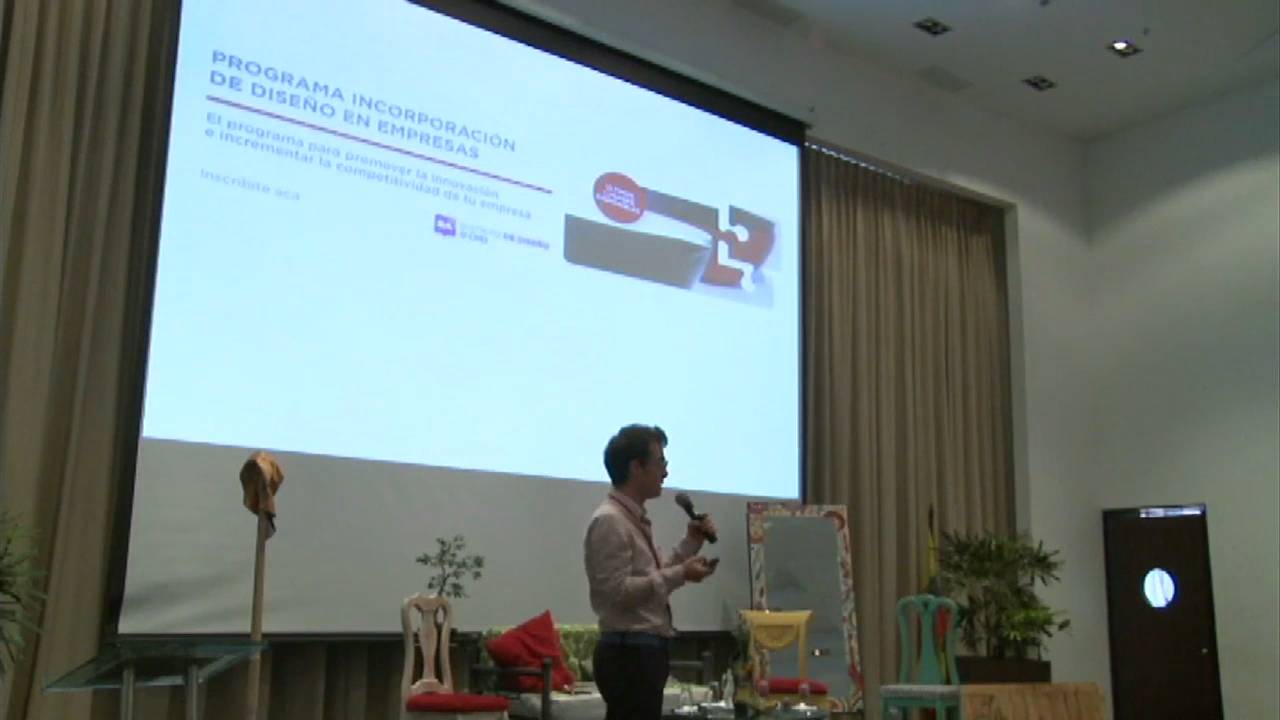 PROGRAMA INCORPORACIÓN
DE DISEÑO EN EMPRESAS
El programa para promover la innovación
e incrementar la competitividad de tu empresa
Inscribite acá
BA
DE DISEÑO